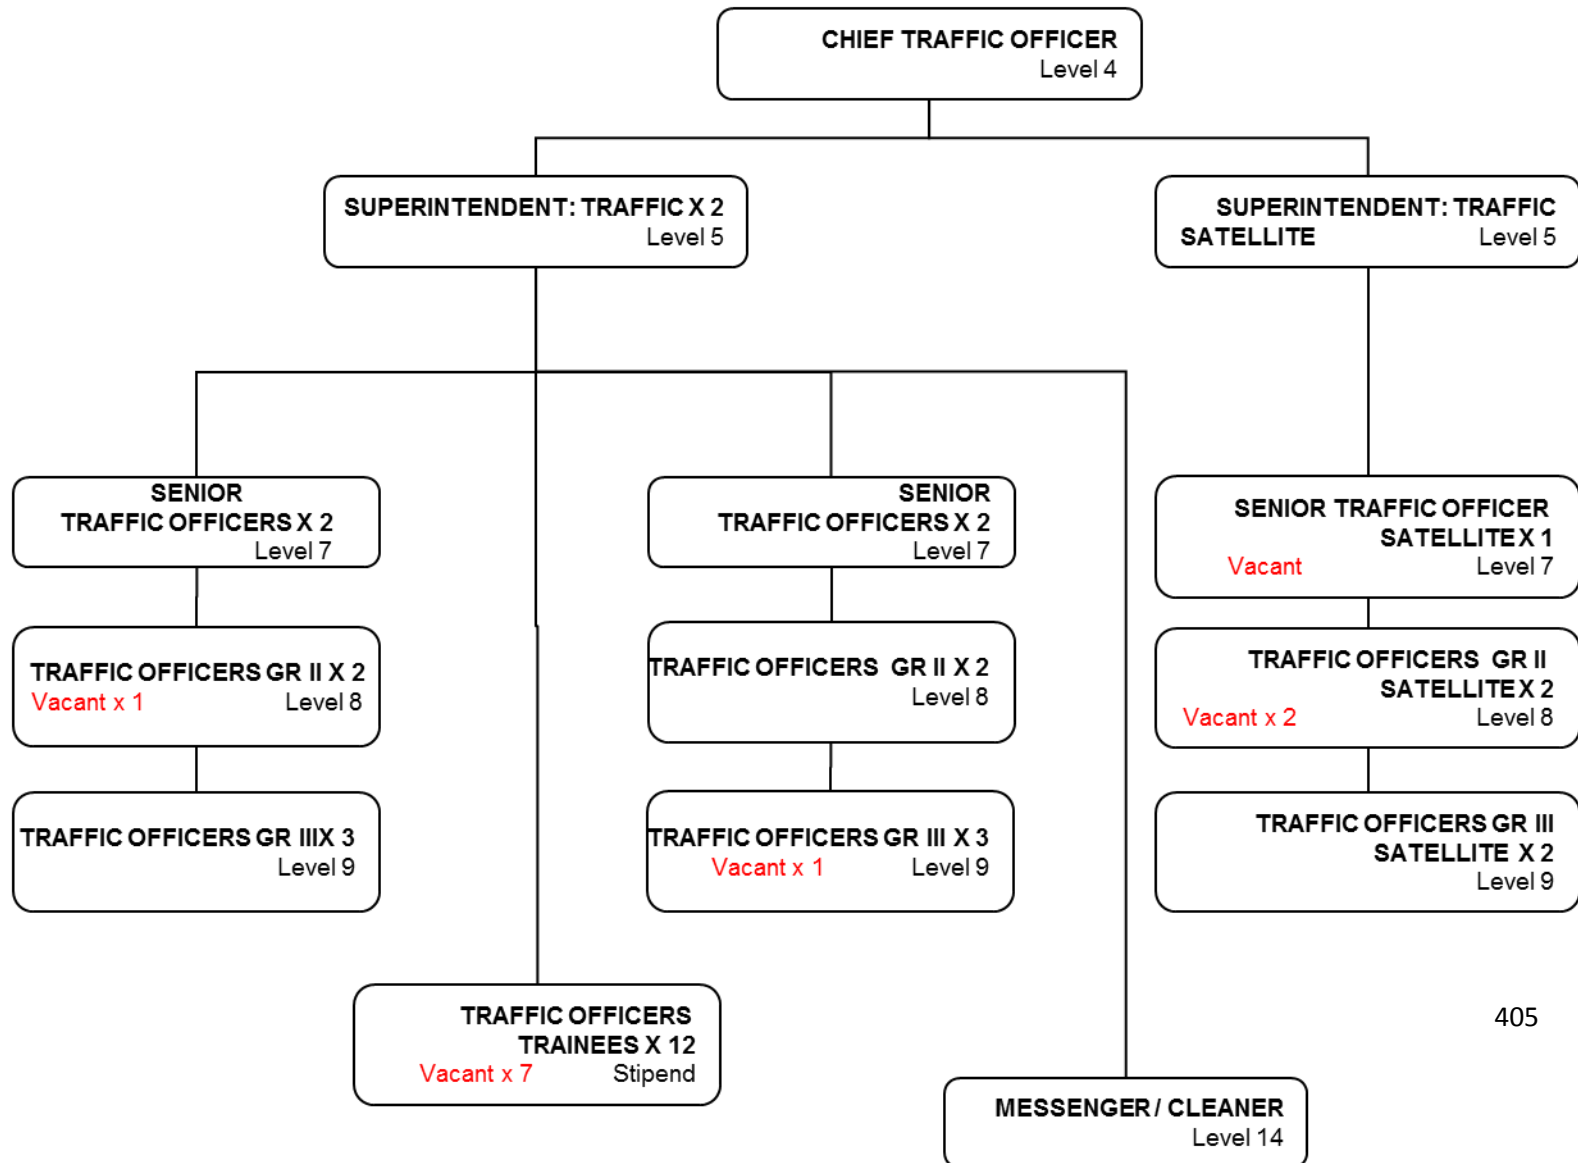 CHIEF TRAFFIC OFFICER
Level 4
SUPERINTENDENT: TRAFFIC X 2
Level 5
SUPERINTENDENT: TRAFFIC
SATELLITE Level 5
SENIOR
TRAFFIC OFFICERS X 2
Level 7
SENIOR
TRAFFIC OFFICERS X 2
Level 7
SENIOR TRAFFIC OFFICER
SATELLITE X 1
Vacant Level 7
TRAFFIC OFFICERS GR II X 2
Vacant x 1 Level 8
TRAFFIC OFFICERS GR II X 2
Level 8
TRAFFIC OFFICERS GR II
SATELLITE X 2
Vacant x 2 Level 8
TRAFFIC OFFICERS GR III X 3
Level 9
TRAFFIC OFFICERS GR III X 3
Vacant x 1 Level 9
TRAFFIC OFFICERS GR III
SATELLITE X 2
Level 9
TRAFFIC OFFICERS
TRAINEES X 12
Vacant x 7 Stipend
405
MESSENGER / CLEANER
Level 14